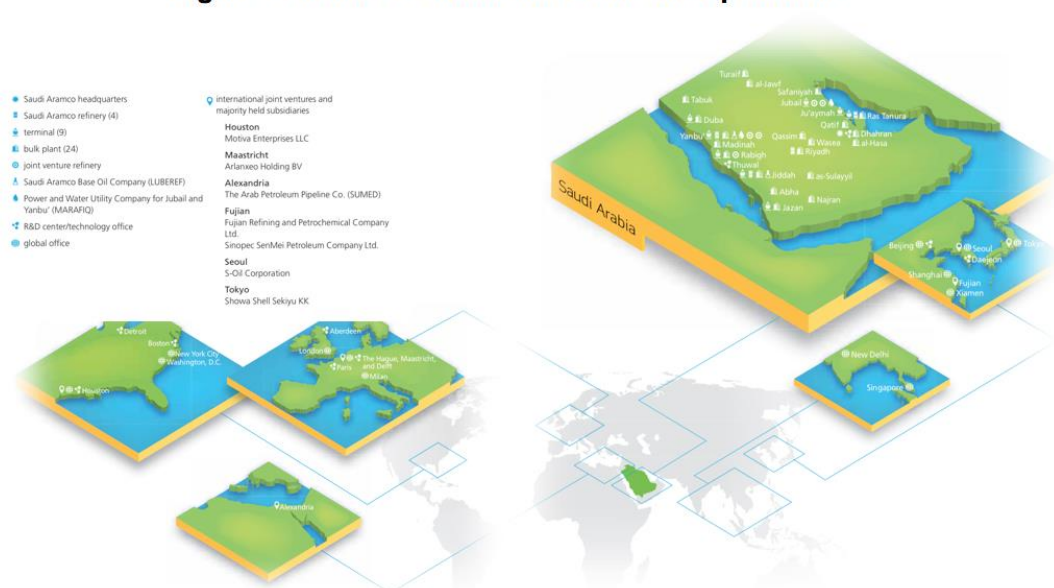 Saudi Aramco headquarters
Saudi Aramco refinery (4)
terminal (9)
bulk plant (24)
joint venture refinery
Saudi Aramco Base Oil Company (LUBEREF)
Power and Water Utility Company for Jubail and
Yanbu' (MARAFIQ)
R&D center/technology office
global office
international joint ventures and
majority held subsidiaries
Houston
Motiva Enterprises LLC
Maastricht
Arlanxeo Holding BV
Alexandria
The Arab Petroleum Pipeline Co. (SUMED)
Fujian
Fujian Refining and Petrochemical Company
Ltd.
Sinopec SenMei Petroleum Company Ltd.
Seoul
S-Oil Corporation
Tokyo
Showa Shell Sekiyu KK
Turaif
al-Jawf
Safaniyah
Tabuk
Jubail
Ju'aymah
Ras Tanura
Duba
Qatif
Yanbu'
Qassim
Dhahran
Madinah
Wasea
al-Hasa
Rabigh
Riyadh
Thuwal
Jiddah
as-Sulayyil
Abha
Najran
Jazan
Saudi Arabia
Beijing
Seoul
Tokyo
Daejeon
Shanghai
Fujian
Xiamen
Detroit
Boston
New York City
Washington, D.C.
Houston
Aberdeen
London
The Hague, Maastricht,
and Delft
Paris
Milan
New Delhi
Singapore
Alexandria